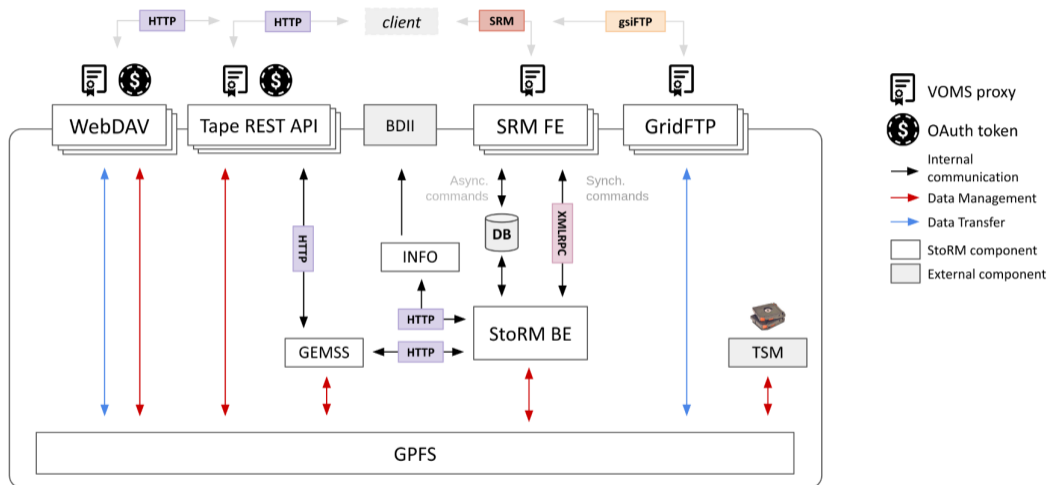 HTTP
HTTP
client
SRM
gsiFTP
WebDAV
Tape REST API
BDII
SRM FE
GridFTP
VOMS proxy
OAuth token
Internal
communication
Data Management
Data Transfer
StoRM component
External component
Async.
commands
Synch.
commands
HTTP
DB
XMLRPC
INFO
HTTP
StoRM BE
HTTP
GEMSS
TSM
GPFS